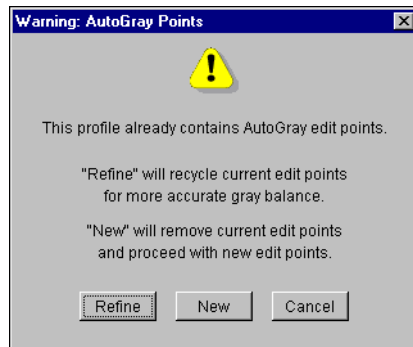 Warning: AutoGray Points
This profile already contains AutoGray edit points.
"Refine" will recycle current edit points
for more accurate gray balance.
"New" will remove current edit points
and proceed with new edit points.
Refine New Cancel